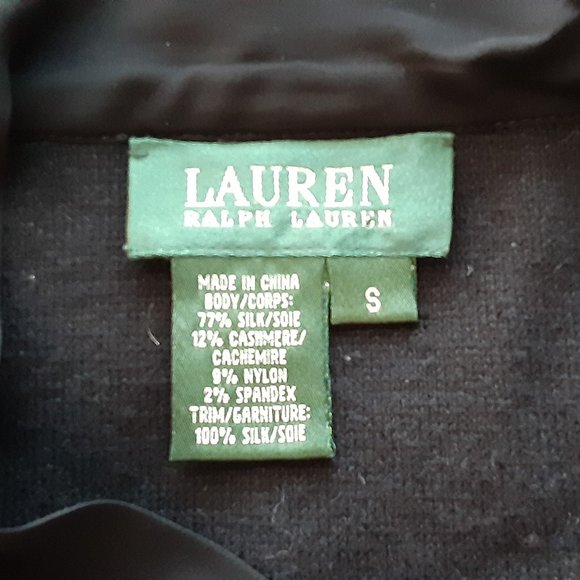 LAUREN
RALPH LAUREN
MADE IN CHINA
BODY/CORPS:
77% SILK/SOIE
12% CASHMERE/
CACHEMIRE
9% NYLON
2% SPANDEX
TRIM/GARNITURE:
100% SILK/SOIE
S